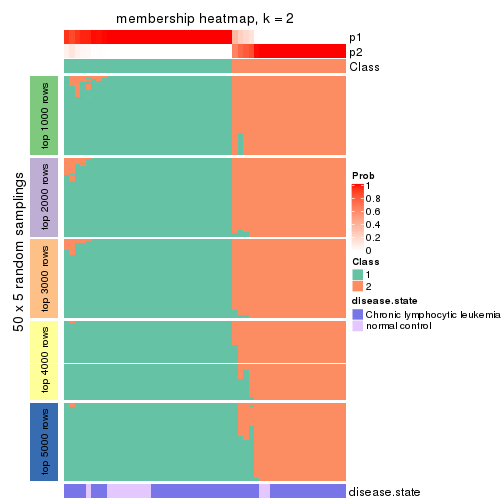 membership heatmap, k = 2
p1
p2
Class
50 x 5 random samplings
top 1000 rows
top 2000 rows
top 3000 rows
top 4000 rows
top 5000 rows
Prob
1
0.8
0.6
0.4
0.2
0
Class
1
2
disease.state
Chronic lymphocytic leukemia
normal control
disease.state